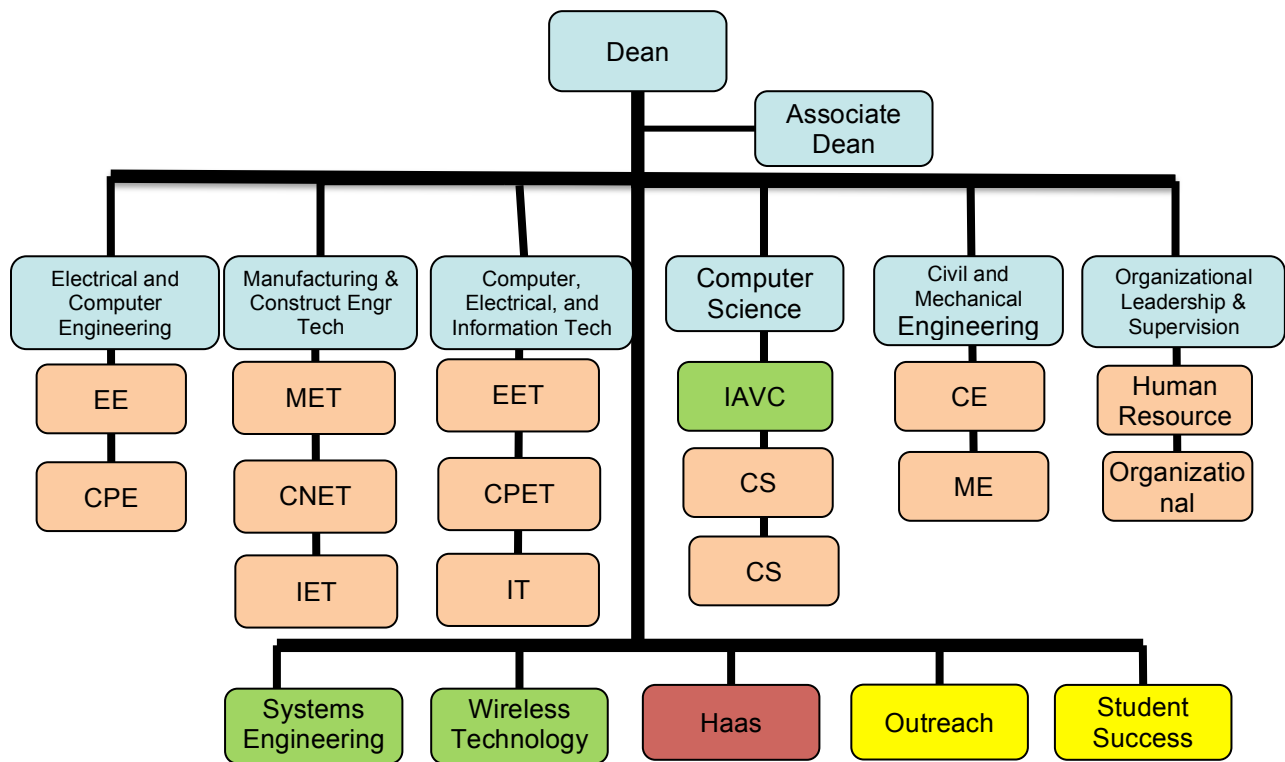 Dean
Associate
Dean
Electrical and
Computer
Engineering
Manufacturing &
Construct Engr
Tech
Computer,
Electrical, and
Information Tech
Computer
Science
Civil and
Mechanical
Engineering
Organizational
Leadership &
Supervision
EE
MET
EET
IAVC
CE
Human
Resource
CPE
CNET
CPET
CS
ME
Organizatio
nal
IET
IT
CS
Systems
Engineering
Wireless
Technology
Haas
Outreach
Student
Success